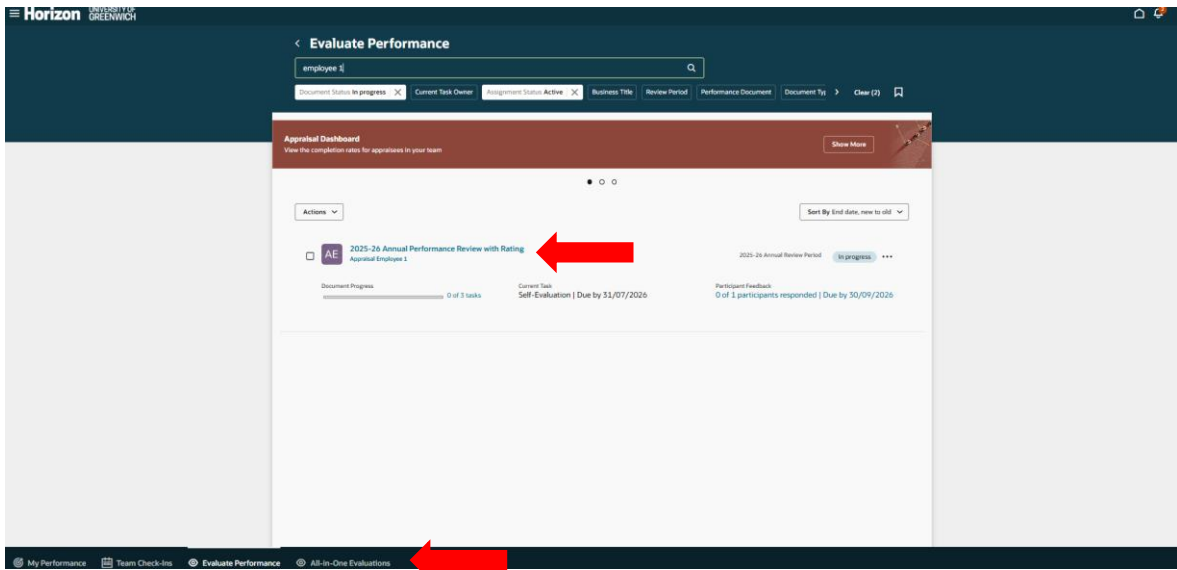 Horizon UNIVERSITY OF GREENWICH
Evaluate Performance
employee 1
Document Status In progress Current Task Owner Assignment Status Active Business Title Review Period Performance Document Document Typ Clear (2)
Appraisal Dashboard
View the completion rates for appraisees in your team
Show More
Actions
Sort By End date, new to old
AE
2025-26 Annual Performance Review with Rating
Appraisal Employee 1
2025-26 Annual Review Period
In progress
Document Progress
0 of 3 tasks
Current Task
Self-Evaluation | Due by 31/07/2026
Participant Feedback
0 of 1 participants responded | Due by 30/09/2026
My Performance Team Check-Ins Evaluate Performance All-in-One Evaluations